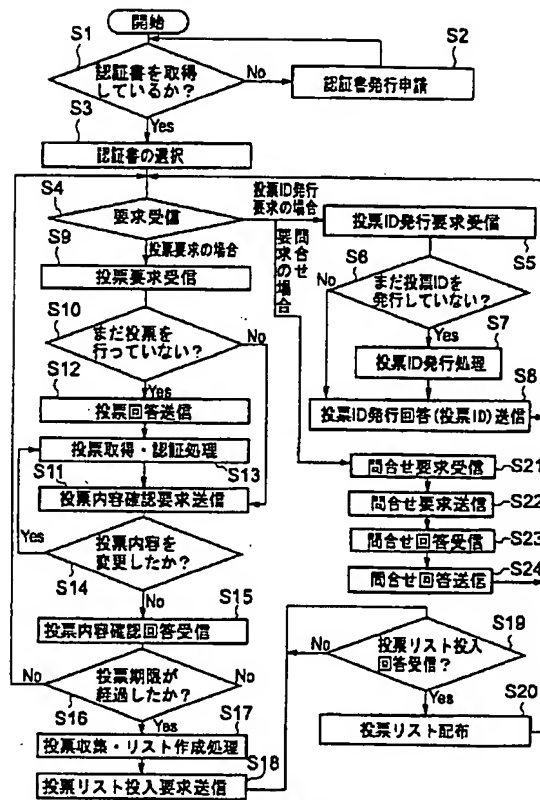 開始
S1
S2
認証書を取得
しているか?
No
認証書発行申請
S3
Yes
認証書の選択
S4
要求受信
投票ID発行
要求の場合
投票ID発行要求受信
S5
S9
投票要求の場合
問合せ
要求の場合
投票要求受信
S6
No
まだ投票IDを
発行していない?
S10
まだ投票を
行っていない?
No
Yes
S7
投票ID発行処理
S12
Yes
S8
投票回答送信
投票ID発行回答(投票ID)送信
投票取得・認証処理
S13
S11
投票内容確認要求送信
問合せ要求受信
S21
問合せ要求送信
S22
Yes
投票内容を
変更したか?
S14
問合せ回答受信
S23
問合せ回答送信
S24
No
S15
投票内容確認回答受信
S19
No
投票リスト投入
回答受信?
No
投票期限が
経過したか?
No
S16
Yes
S17
Yes
S20
投票収集・リスト作成処理
投票リスト配布
S18
投票リスト投入要求送信